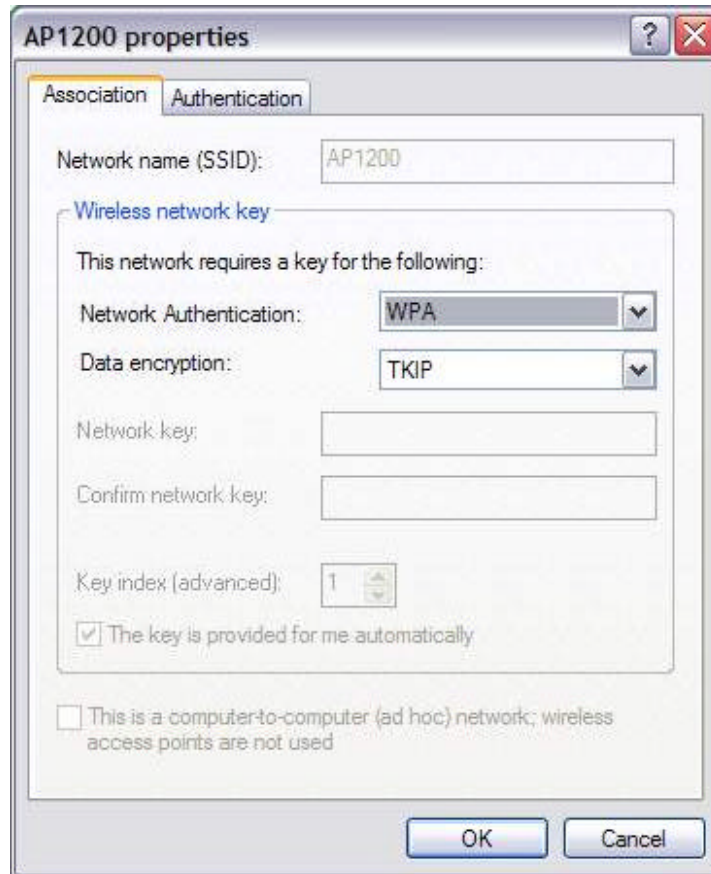 AP1200 properties
Association
Authentication
Network name (SSID):
AP1200
Wireless network key
This network requires a key for the following:
Network Authentication:
WPA
Data encryption:
TKIP
Network key:
Confirm network key:
Key index (advanced):
1
The key is provided for me automatically
This is a computer-to-computer (ad hoc) network; wireless
access points are not used
OK
Cancel